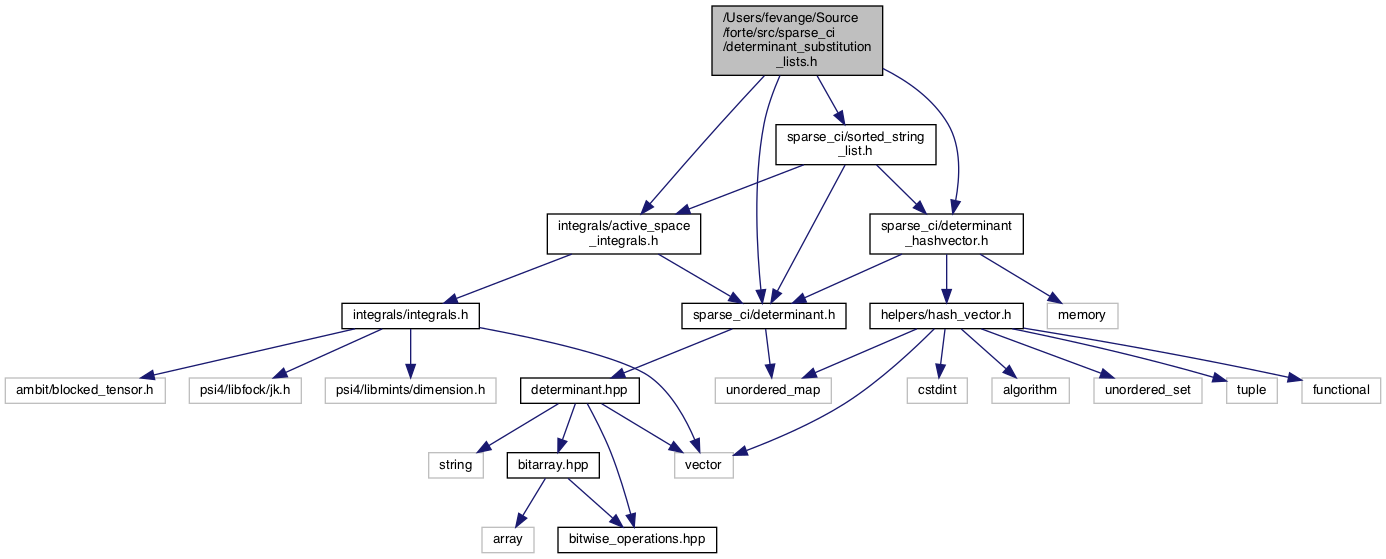 /Users/fevange/Source
/forte/src/sparse_ci
/determinant_substitution
_lists.h
sparse_ci/sorted_string
_list.h
integrals/active_space
_integrals.h
sparse_ci/determinant
_hashvector.h
integrals/integrals.h
sparse_ci/determinant.h
helpers/hash_vector.h
memory
ambit/blocked_tensor.h
psi4/libfock/jk.h
psi4/libmints/dimension.h
determinant.hpp
unordered_map
cstdint
algorithm
unordered_set
tuple
functional
string
bitarray.hpp
vector
array
bitwise_operations.hpp